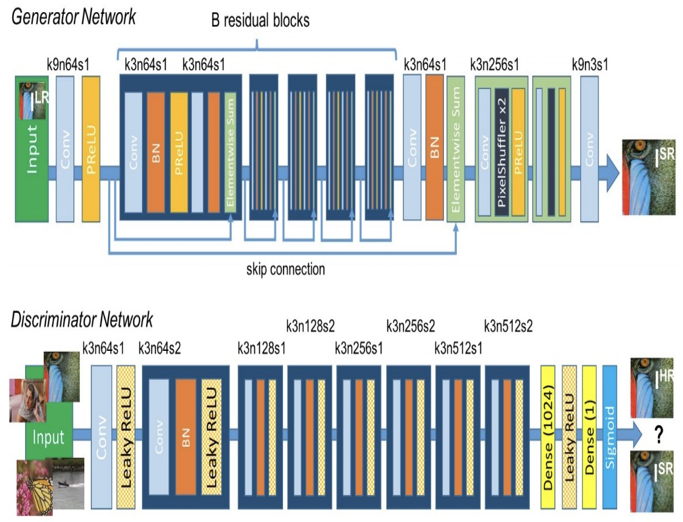 Generator Network
B residual blocks
k9n64s1
k3n64s1
k3n64s1
k3n64s1
k3n256s1
k9n3s1
Input
I LR
Conv
PReLU
Conv
BN
PReLU
Elementwise Sum
Conv
BN
Elementwise Sum
Conv
PixelShuffler x2
PReLU
Conv
I SR
skip connection
Discriminator Network
k3n128s2
k3n256s2
k3n512s2
k3n64s1
k3n64s2
k3n128s1
k3n256s1
k3n512s1
Input
Conv
Leaky ReLU
Conv
BN
Leaky ReLU
Dense (1024)
Leaky ReLU
Dense (1)
Sigmoid
I HR
?
I SR